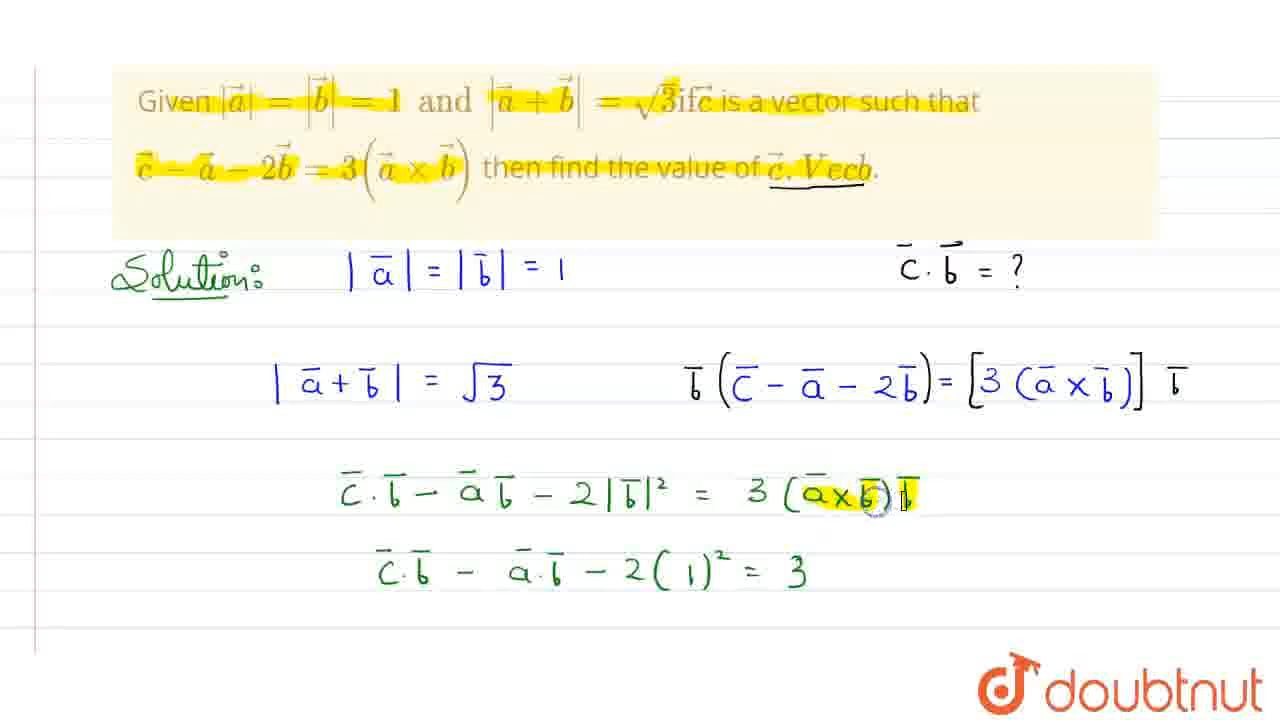 Given |a⃗| = |b⃗| = 1 and |a⃗ + b⃗| = √3 if c⃗ is a vector such that
c⃗ − a⃗ − 2b⃗ = 3(a⃗ × b⃗) then find the value of c⃗. V⃗eeb.
Solution: |a̅| = |b̅| = 1 c̅ . b⃗ = ?
|a̅ + b̅| = √3 b̅ (c̅ − a̅ − 2b̅) = [3 (a̅ × b̅)] b̅
c̅ . b̅ − a̅ b̅ − 2|b̅|² = 3 (a̅ × b̅) b̅
c̅ . b̅ − a̅ . b̅ − 2(1)² = 3
doubtnut